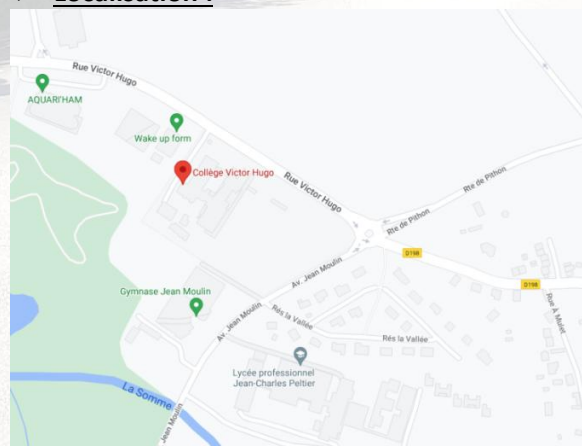 Localisation :
Rue Victor Hugo
AQUARI'HAM
Wake up form
Collège Victor Hugo
Rue Victor Hugo
Rte de Pithon
Rte de Pithon
D198
Av. Jean Moulin
D198
Gymnase Jean Moulin
Rue A Malet
Av. Jean Moulin
Rés la Vallée
Rés la Vallée
Lycée professionnel
Jean-Charles Peltier
La Somme
Jean Moulin